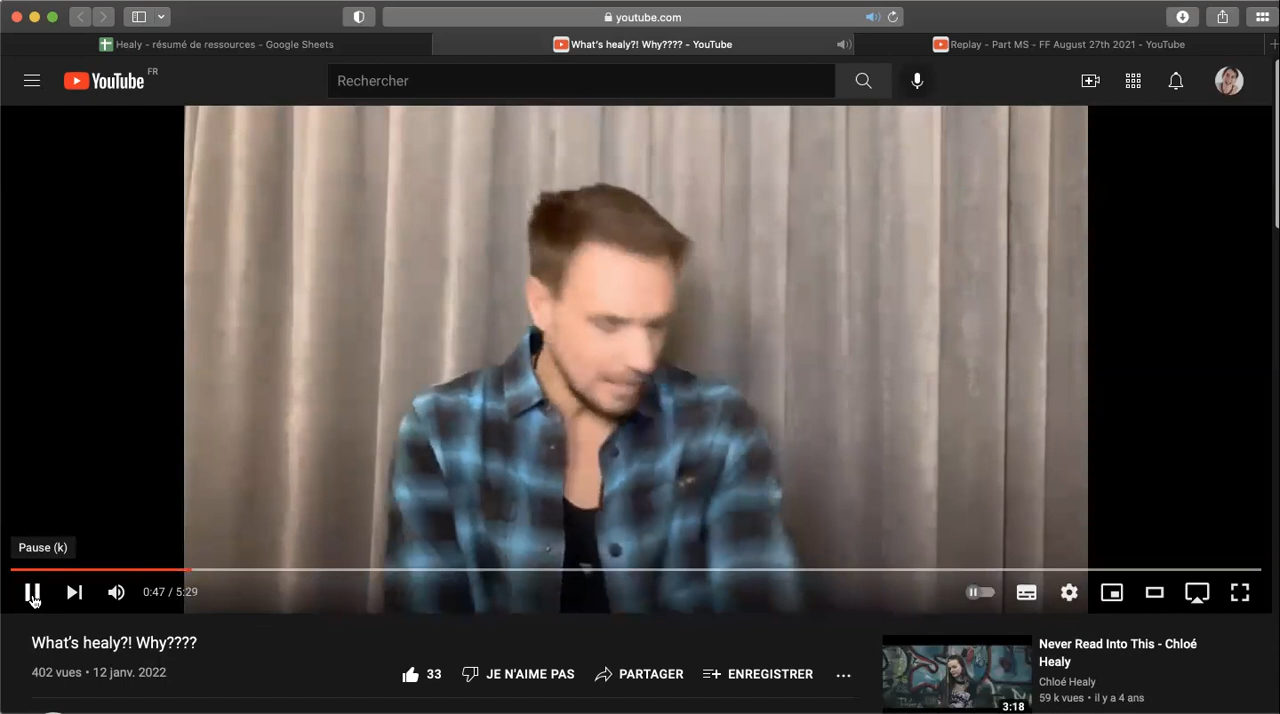 youtube.com
Healy - résumé de ressources - Google Sheets
What's healy?! Why???? - YouTube
Replay - Part MS - FF August 27th 2021 - YouTube
YouTube FR
Rechercher
Pause (k)
0:47 / 5:29
What's healy?! Why????
402 vues • 12 janv. 2022
33
JE N'AIME PAS
PARTAGER
ENREGISTRER
Never Read Into This - Chloé
Healy
Chloé Healy
59 k vues • il y a 4 ans
3:18